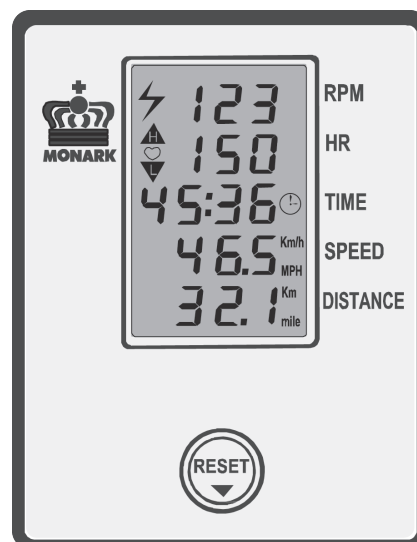 123 RPM
H
150 HR
MONARK
L
45:36 TIME
46.5 Km/h SPEED
MPH
32.1 Km DISTANCE
mile
RESET